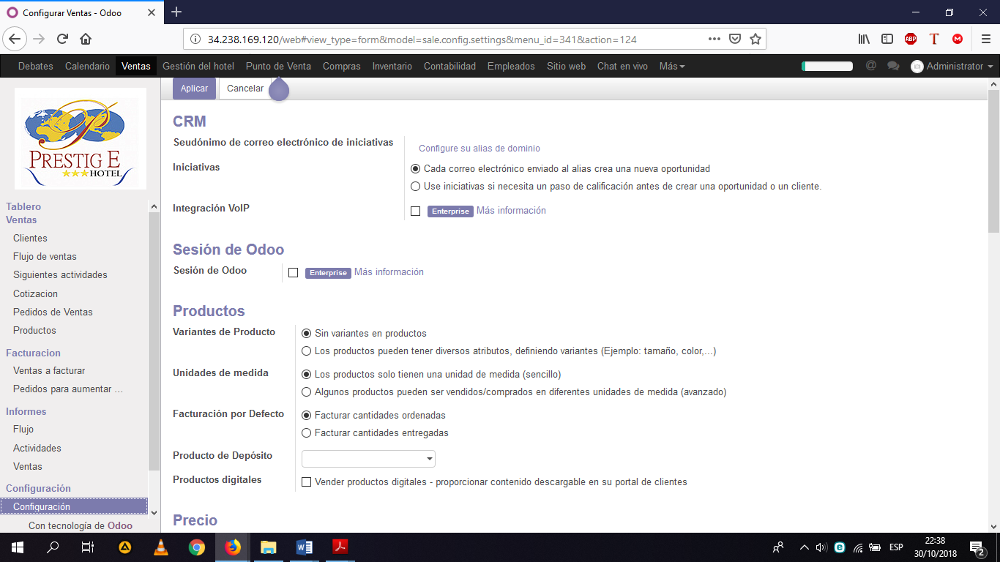 Configurar Ventas - Odoo
34.238.169.120/web#view_type=form&model=sale.config.settings&menu_id=341&action=124
ABP
T
M
Debates Calendario Ventas Gestión del hotel Punto de Venta Compras Inventario Contabilidad Empleados Sitio web Chat en vivo Más @ Administrator
Aplicar Cancelar
P
PRESTIG E
HOTEL
Tablero
Ventas
Clientes
Flujo de ventas
Siguientes actividades
Cotizacion
Pedidos de Ventas
Productos
Facturacion
Ventas a facturar
Pedidos para aumentar ...
Informes
Flujo
Actividades
Ventas
Configuración
Configuración
Con tecnología de Odoo
CRM
Seudónimo de correo electrónico de iniciativas
Configure su alias de dominio
Iniciativas
Cada correo electrónico enviado al alias crea una nueva oportunidad
Use iniciativas si necesita un paso de calificación antes de crear una oportunidad o un cliente.
Integración VoIP
Enterprise Más información
Sesión de Odoo
Sesión de Odoo
Enterprise Más información
Productos
Variantes de Producto
Sin variantes en productos
Los productos pueden tener diversos atributos, definiendo variantes (Ejemplo: tamaño, color,...)
Unidades de medida
Los productos solo tienen una unidad de medida (sencillo)
Algunos productos pueden ser vendidos/comprados en diferentes unidades de medida (avanzado)
Facturación por Defecto
Facturar cantidades ordenadas
Facturar cantidades entregadas
Producto de Depósito
Productos digitales
Vender productos digitales - proporcionar contenido descargable en su portal de clientes
Precio
ESP
22:38
30/10/2018
2